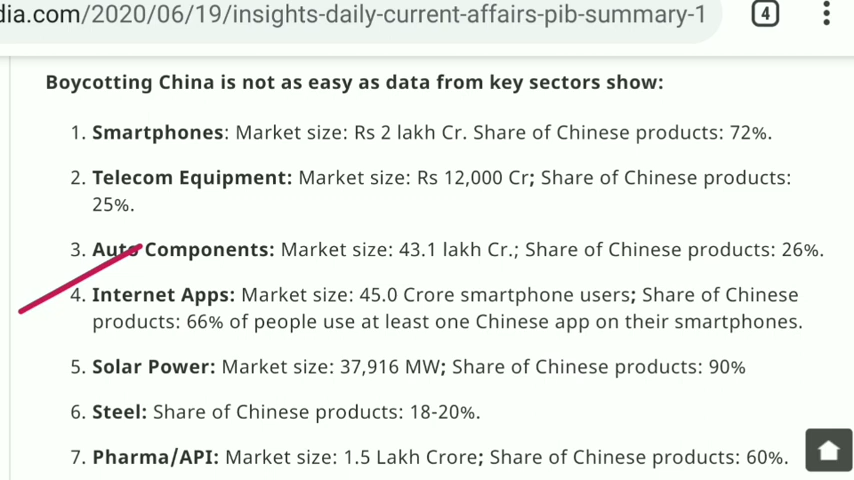 dia.com/2020/06/19/insights-daily-current-affairs-pib-summary-1
4
Boycotting China is not as easy as data from key sectors show:
1. Smartphones: Market size: Rs 2 lakh Cr. Share of Chinese products: 72%.
2. Telecom Equipment: Market size: Rs 12,000 Cr; Share of Chinese products:
25%.
3. Auto Components: Market size: 43.1 lakh Cr.; Share of Chinese products: 26%.
4. Internet Apps: Market size: 45.0 Crore smartphone users; Share of Chinese
products: 66% of people use at least one Chinese app on their smartphones.
5. Solar Power: Market size: 37,916 MW; Share of Chinese products: 90%
6. Steel: Share of Chinese products: 18-20%.
7. Pharma/API: Market size: 1.5 Lakh Crore; Share of Chinese products: 60%.